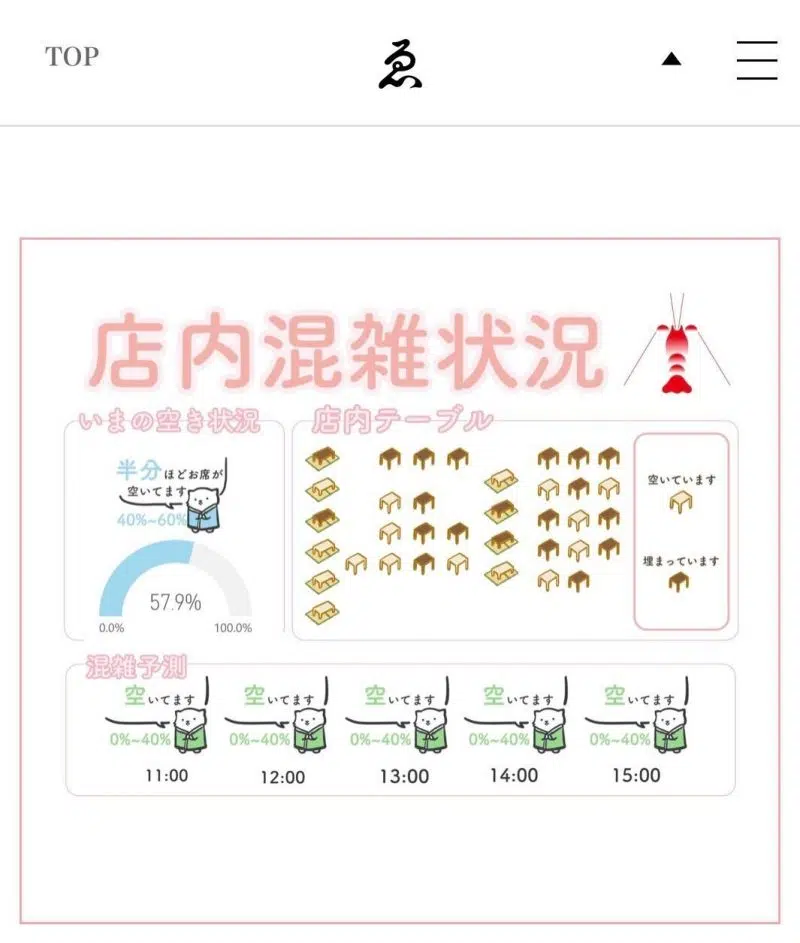 TOP
ゑ
▲
店内混雑状況
いまの空き状況
半分ほどお席が
空いてます
40%~60%
57.9%
0.0%
100.0%
店内テーブル
空いています
埋まっています
混雑予測
空いてます
0%~40%
11:00
空いてます
0%~40%
12:00
空いてます
0%~40%
13:00
空いてます
0%~40%
14:00
空いてます
0%~40%
15:00